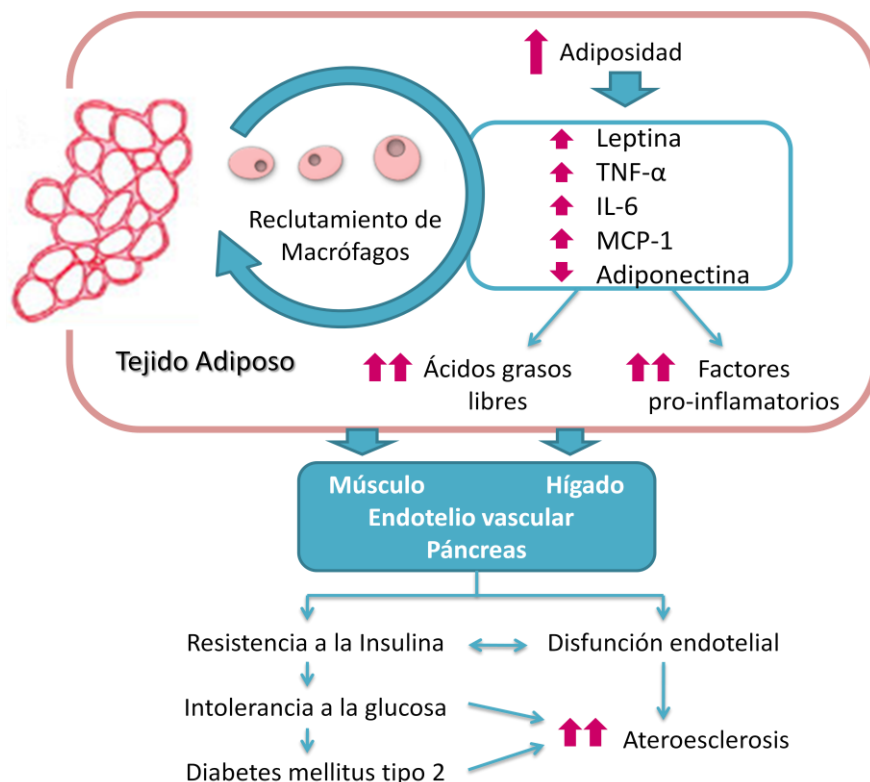 Adiposidad
Leptina
TNF-α
IL-6
MCP-1
Adiponectina
Reclutamiento de
Macrófagos
Tejido Adiposo
Ácidos grasos
libres
Factores
pro-inflamatorios
Músculo Hígado
Endotelio vascular
Páncreas
Resistencia a la Insulina
Disfunción endotelial
Intolerancia a la glucosa
Ateroesclerosis
Diabetes mellitus tipo 2